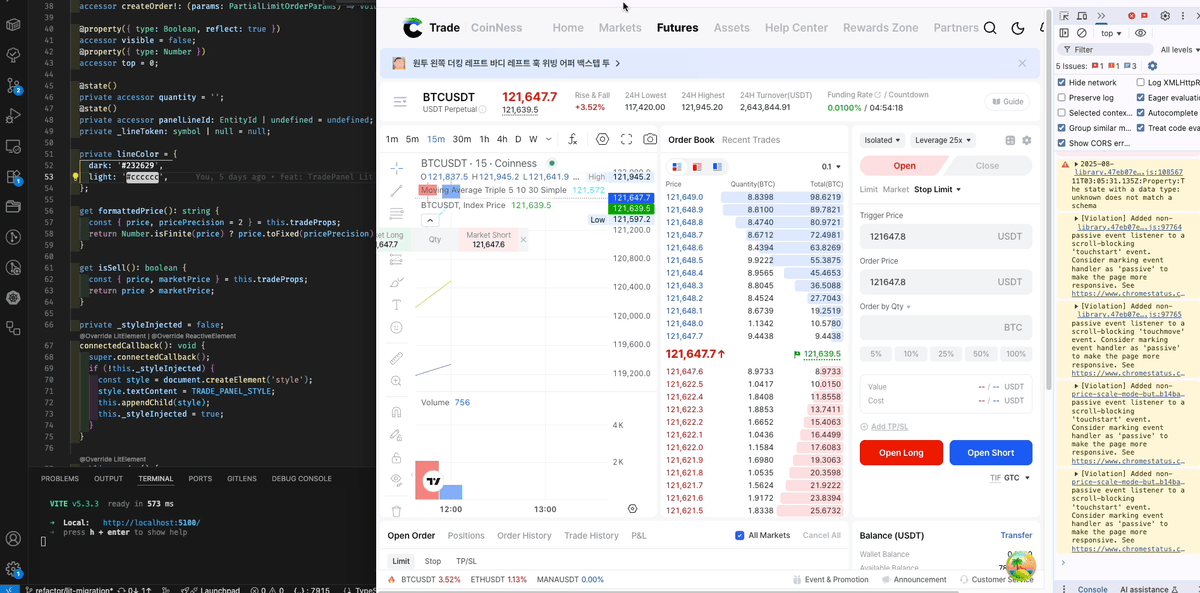 38 accessor createOrder!: (params: PartialLimitOrderParams) => void
39
40 @property({ type: Boolean, reflect: true })
41 accessor visible = false;
42 @property({ type: Number })
43 accessor top = 0;
44
45 @state()
46 private accessor quantity = '';
47 @state()
48 private accessor panelLineId: EntityId | undefined = undefined;
49 private _lineToken: symbol | null = null;
50
51 private lineColor = {
52 dark: '#232629',
53 light: '#cccccc', You, 5 days ago • feat: TradePanel Lit
54 };
55
56 get formattedPrice(): string {
57 const { price, pricePrecision = 2 } = this.tradeProps;
58 return Number.isFinite(price) ? price.toFixed(pricePrecision)
59 }
60
61 get isSell(): boolean {
62 const { price, marketPrice } = this.tradeProps;
63 return price > marketPrice;
64 }
65
66 private _styleInjected = false;
@Override LitElement | @Override ReactiveElement
67 connectedCallback(): void {
68 super.connectedCallback();
69 if (!this._styleInjected) {
70 const style = document.createElement('style');
71 style.textContent = TRADE_PANEL_STYLE;
72 this.appendChild(style);
73 this._styleInjected = true;
74 }
75 }
76
@Override LitElement
PROBLEMS OUTPUT TERMINAL PORTS GITLENS DEBUG CONSOLE
VITE v5.3.3 ready in 573 ms
➜ Local: http://localhost:5100/
➜ press h + enter to show help
refactor/lit-migration* 0↓ 1↑ Launchpad 0 0 7915 TypeS
Trade CoinNess Home Markets Futures Assets Help Center Rewards Zone Partners
원투 왼쪽 더킹 레프트 바디 레프트 훅 위빙 어퍼 백스텝 투 >
BTCUSDT
USDT Perpetual
121,647.7
121,639.5
Rise & Fall
+3.52%
24H Lowest
117,420.00
24H Highest
121,945.20
24H Turnover(USDT)
2,643,844.91
Funding Rate / Countdown
0.0100% / 04:54:18
Guide
1m 5m 15m 30m 1h 4h D W
BTCUSDT · 15 · Coinness
O121,837.5 H121,945.2 L121,641.9 ...
Moving Average Triple 5 10 30 Simple 121,572
BTCUSDT, Index Price 121,639.5
High 121,945.2
121,647.7
121,639.5
Low 121,597.2
121,200.0
120,800.0
120,400.0
120,000.0
119,600.0
119,200.0
et Long
,647.7
Qty
Market Short
121,647.6
Volume 756
4K
2K
12:00 13:00
Order Book Recent Trades
0.1
Price Quantity(BTC) Total(BTC)
121,649.0 8.8398 98.6219
121,648.9 8.8100 89.7821
121,648.8 8.4740 80.9721
121,648.7 8.6712 72.4981
121,648.6 8.4394 63.8269
121,648.5 9.9222 55.3875
121,648.4 8.9565 45.4653
121,648.3 8.8045 36.5088
121,648.2 8.4524 27.7043
121,648.1 8.6739 19.2519
121,648.0 1.1342 10.5780
121,647.7 9.4438 9.4438
121,647.7↑ 121,639.5
121,647.6 8.9733 8.9733
121,622.5 1.0417 10.0150
121,622.4 1.8408 11.8558
121,622.3 1.8853 13.7411
121,622.2 1.6652 15.4063
121,622.1 1.0436 16.4499
121,622.0 1.1584 17.6083
121,621.9 1.6980 19.3063
121,621.8 1.0535 20.3598
121,621.7 1.5624 21.9222
121,621.6 1.9172 23.8394
121,621.5 1.8338 25.6732
Isolated Leverage 25x
Open Close
Limit Market Stop Limit
Trigger Price
121647.8 USDT
Order Price
121647.8 USDT
Order by Qty
BTC
5% 10% 25% 50% 100%
Value -- / -- USDT
Cost -- / -- USDT
Add TP/SL
Open Long Open Short
TIF GTC
Open Order Positions Order History Trade History P&L
All Markets Cancel All
Limit Stop TP/SL
Balance (USDT) Transfer
Wallet Balance
Available Balance
BTCUSDT 3.52% ETHUSDT 1.13% MANAUSDT 0.00%
Event & Promotion Announcement Customer Service
top
Filter All levels
5 Issues: 1 1 3
Hide network Log XMLHttpR
Preserve log Eager evaluatic
Selected contex... Autocomplete
Group similar m... Treat code eva
Show CORS err...
2025-08-
library.47eb07e….js:108567
11T03:05:31.135Z:Property:T
he state with a data type:
unknown does not match a
schema
[Violation] Added non-
library.47eb07e….js:97764
passive event listener to a
scroll-blocking
'touchstart' event.
Consider marking event
handler as 'passive' to
make the page more
responsive. See
https://www.chromestatus.c…
[Violation] Added non-
library.47eb07e….js:97765
passive event listener to a
scroll-blocking 'touchmove'
event. Consider marking
event handler as 'passive'
to make the page more
responsive. See
https://www.chromestatus.c…
[Violation] Added non-
price-scale-mode-but…b14ba…
passive event listener to a
scroll-blocking
'touchstart' event.
Consider marking event
handler as 'passive' to
make the page more
responsive. See
https://www.chromestatus.c…
[Violation] Added non-
price-scale-mode-but…b14ba…
passive event listener to a
scroll-blocking
'touchstart' event.
Consider marking event
handler as 'passive' to
make the page more
responsive. See
https://www.chromestatus.c…
Console AI assistance